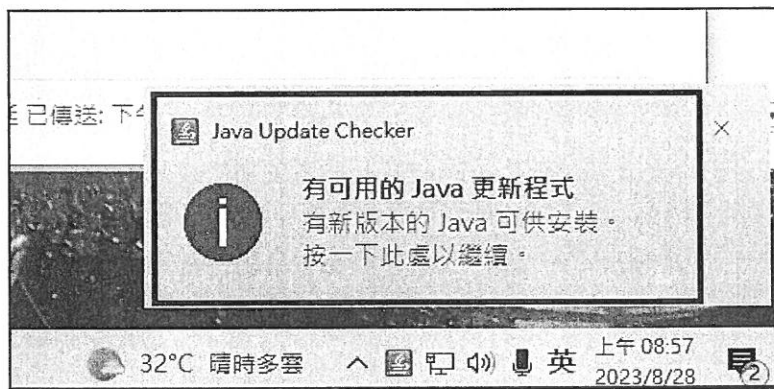 已傳送: 下午
Java Update Checker
有可用的 Java 更新程式
有新版本的 Java 可供安裝。
按一下此處以繼續。
32°C 晴時多雲
英
上午 08:57
2023/8/28
2